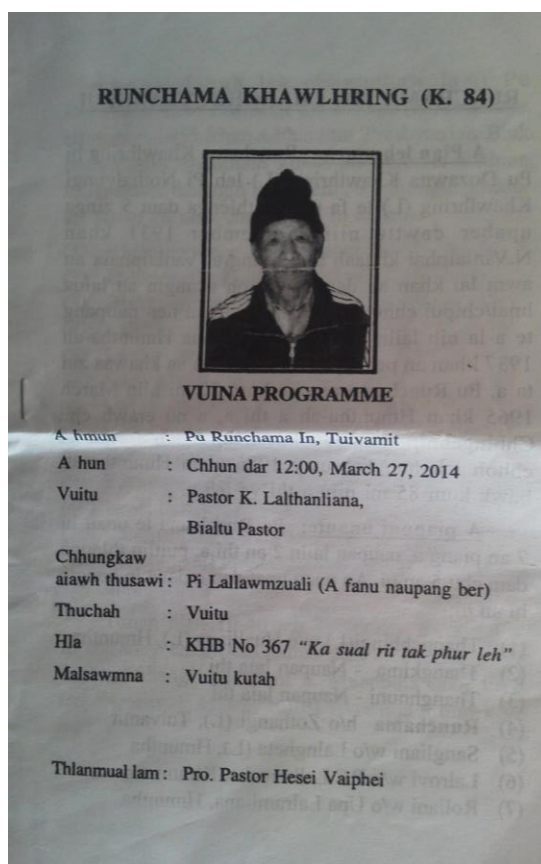 RUNCHAMA KHAWLHRING (K. 84)
VUINA PROGRAMME
A hmun : Pu Runchama In, Tuivamit
A hun : Chhun dar 12:00, March 27, 2014
Vuitu : Pastor K. Lalthanliana,
Bialtu Pastor
Chhungkaw
aiawh thusawi : Pi Lallawmzuali (A fanu naupang ber)
Thuchah : Vuitu
Hla : KHB No 367 "Ka sual rit tak phur leh"
Malsawmna : Vuitu kutah
Thlanmual lam : Pro. Pastor Hesei Vaiphei